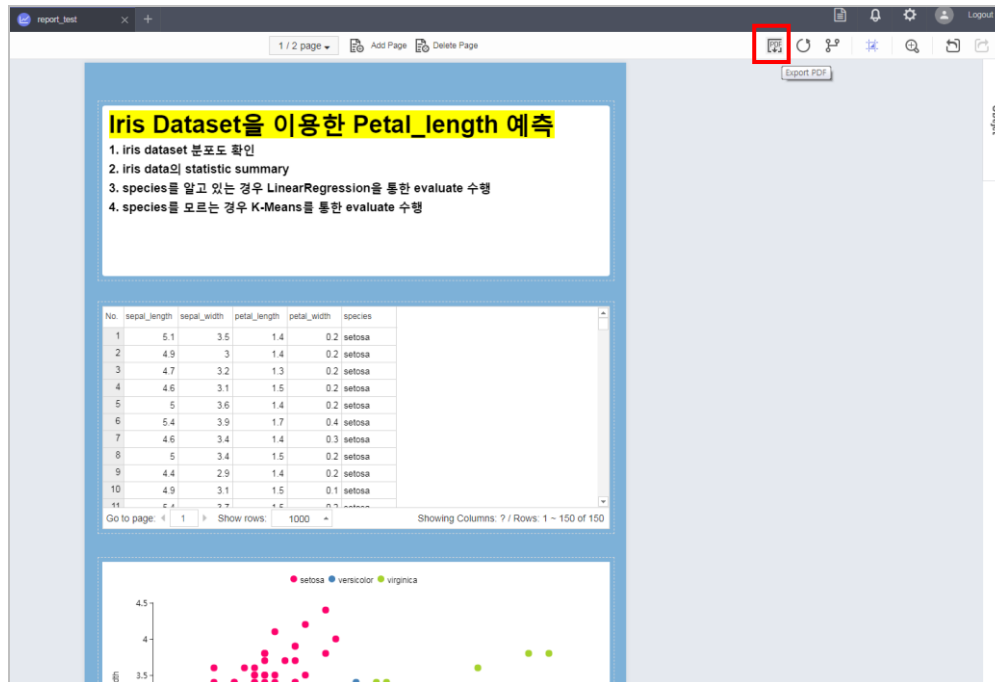 report_test × +
Logout
1 / 2 page Add Page Delete Page
PDF
Export PDF
Iris Dataset을 이용한 Petal_length 예측
1. iris dataset 분포도 확인
2. iris data의 statistic summary
3. species를 알고 있는 경우 LinearRegression을 통한 evaluate 수행
4. species를 모르는 경우 K-Means를 통한 evaluate 수행
No. sepal_length sepal_width petal_length petal_width species
1 5.1 3.5 1.4 0.2 setosa
2 4.9 3 1.4 0.2 setosa
3 4.7 3.2 1.3 0.2 setosa
4 4.6 3.1 1.5 0.2 setosa
5 5 3.6 1.4 0.2 setosa
6 5.4 3.9 1.7 0.4 setosa
7 4.6 3.4 1.4 0.3 setosa
8 5 3.4 1.5 0.2 setosa
9 4.4 2.9 1.4 0.2 setosa
10 4.9 3.1 1.5 0.1 setosa
11 5.4 3.7 1.5 0.2 setosa
Go to page: 1 Show rows: 1000 Showing Columns: ? / Rows: 1 ~ 150 of 150
setosa versicolor virginica
4.5
4
3.5